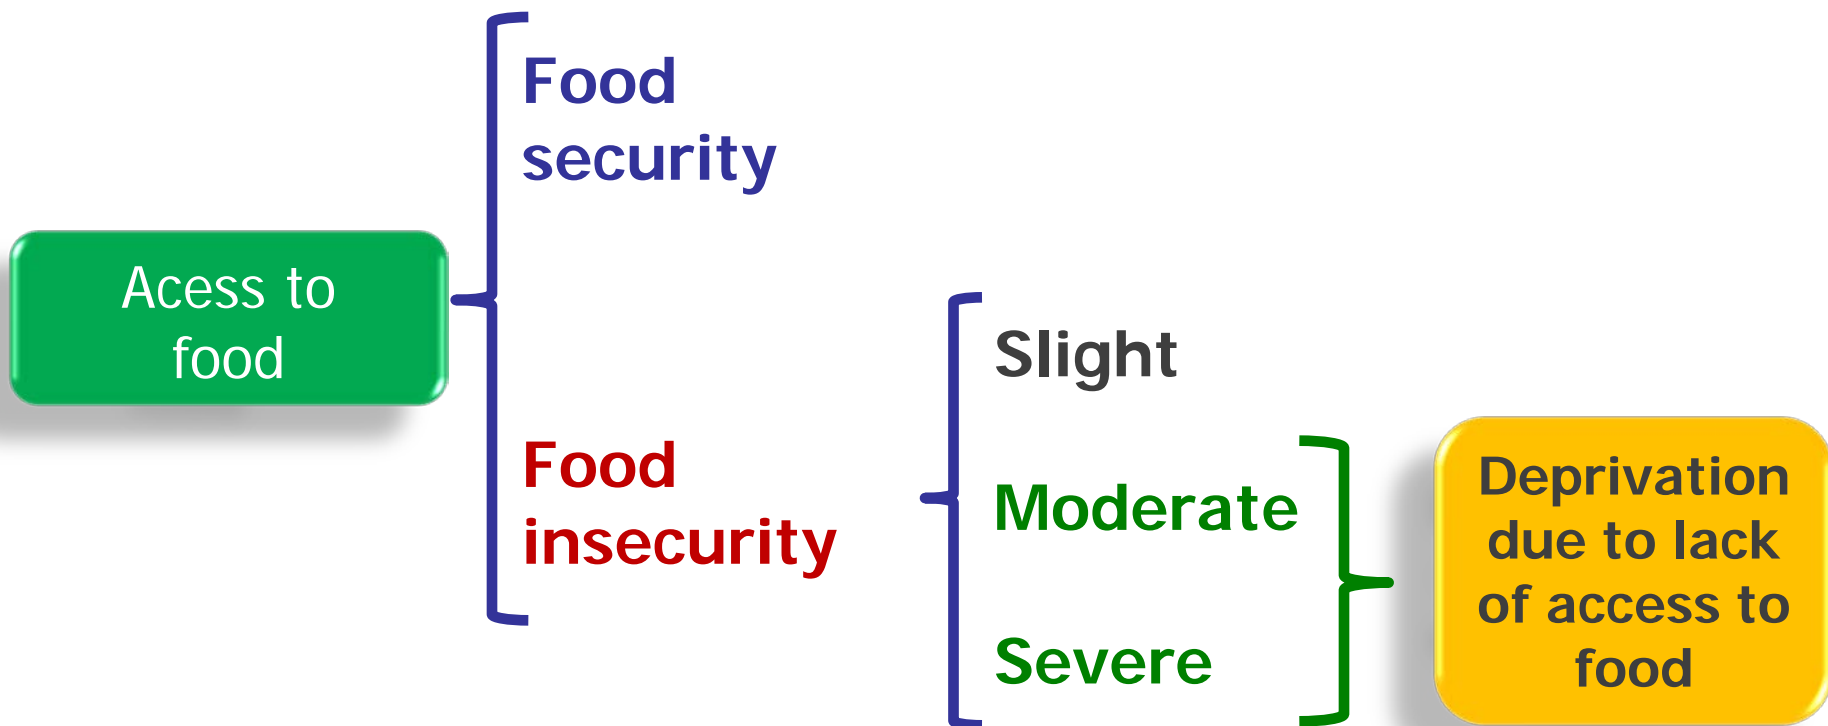 Acess to
food
Food
security
Food
insecurity
Slight
Moderate
Severe
Deprivation
due to lack
of access to
food